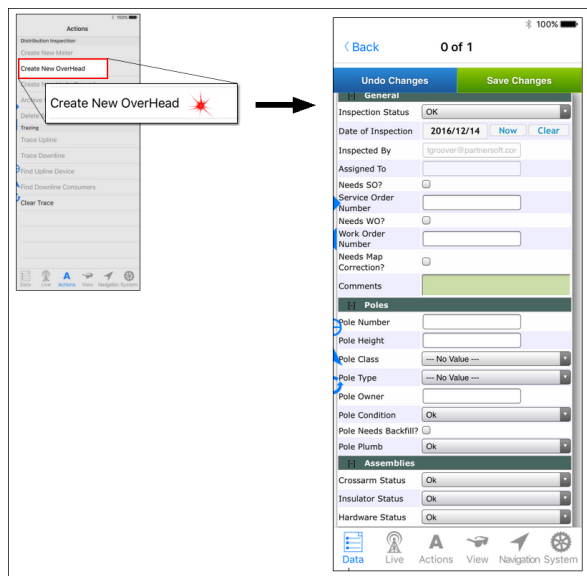 100%
Actions
Distribution Inspection
Create New Meter
Create New OverHead
Create
Archive
Delete
Tracing
Trace Upline
Trace Downline
Find Upline Device
Find Downline Consumers
Clear Trace
Data Live Actions View Navigation System
Create New OverHead
100%
Back 0 of 1
Undo Changes Save Changes
[-] General
Inspection Status OK
Date of Inspection 2016/12/14 Now Clear
Inspected By tgroover@partnersoft.cor
Assigned To
Needs SO?
Service Order
Number
Needs WO?
Work Order
Number
Needs Map
Correction?
Comments
[-] Poles
Pole Number
Pole Height
Pole Class --- No Value ---
Pole Type --- No Value ---
Pole Owner
Pole Condition Ok
Pole Needs Backfill?
Pole Plumb Ok
[-] Assemblies
Crossarm Status Ok
Insulator Status Ok
Hardware Status Ok
Data Live Actions View Navigation System